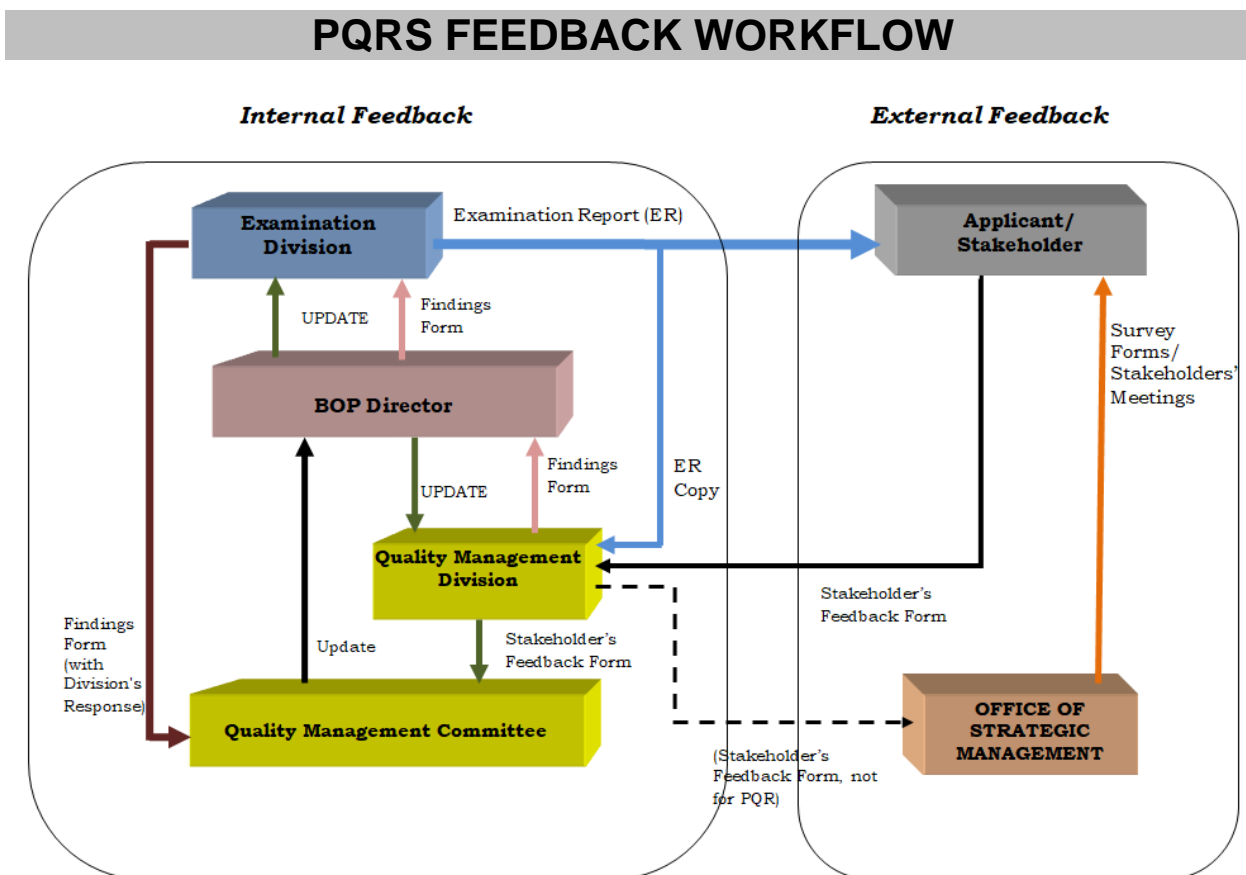 PQRS FEEDBACK WORKFLOW
Internal Feedback
External Feedback
Examination
Division
Examination Report (ER)
Applicant/
Stakeholder
UPDATE
Findings
Form
Survey
Forms/
Stakeholders'
Meetings
BOP Director
UPDATE
Findings
Form
ER
Copy
Quality Management
Division
Stakeholder's
Feedback Form
Findings
Form
(with
Division's
Response)
Update
Stakeholder's
Feedback Form
Quality Management Committee
OFFICE OF
STRATEGIC
MANAGEMENT
(Stakeholder's
Feedback Form, not
for PQR)